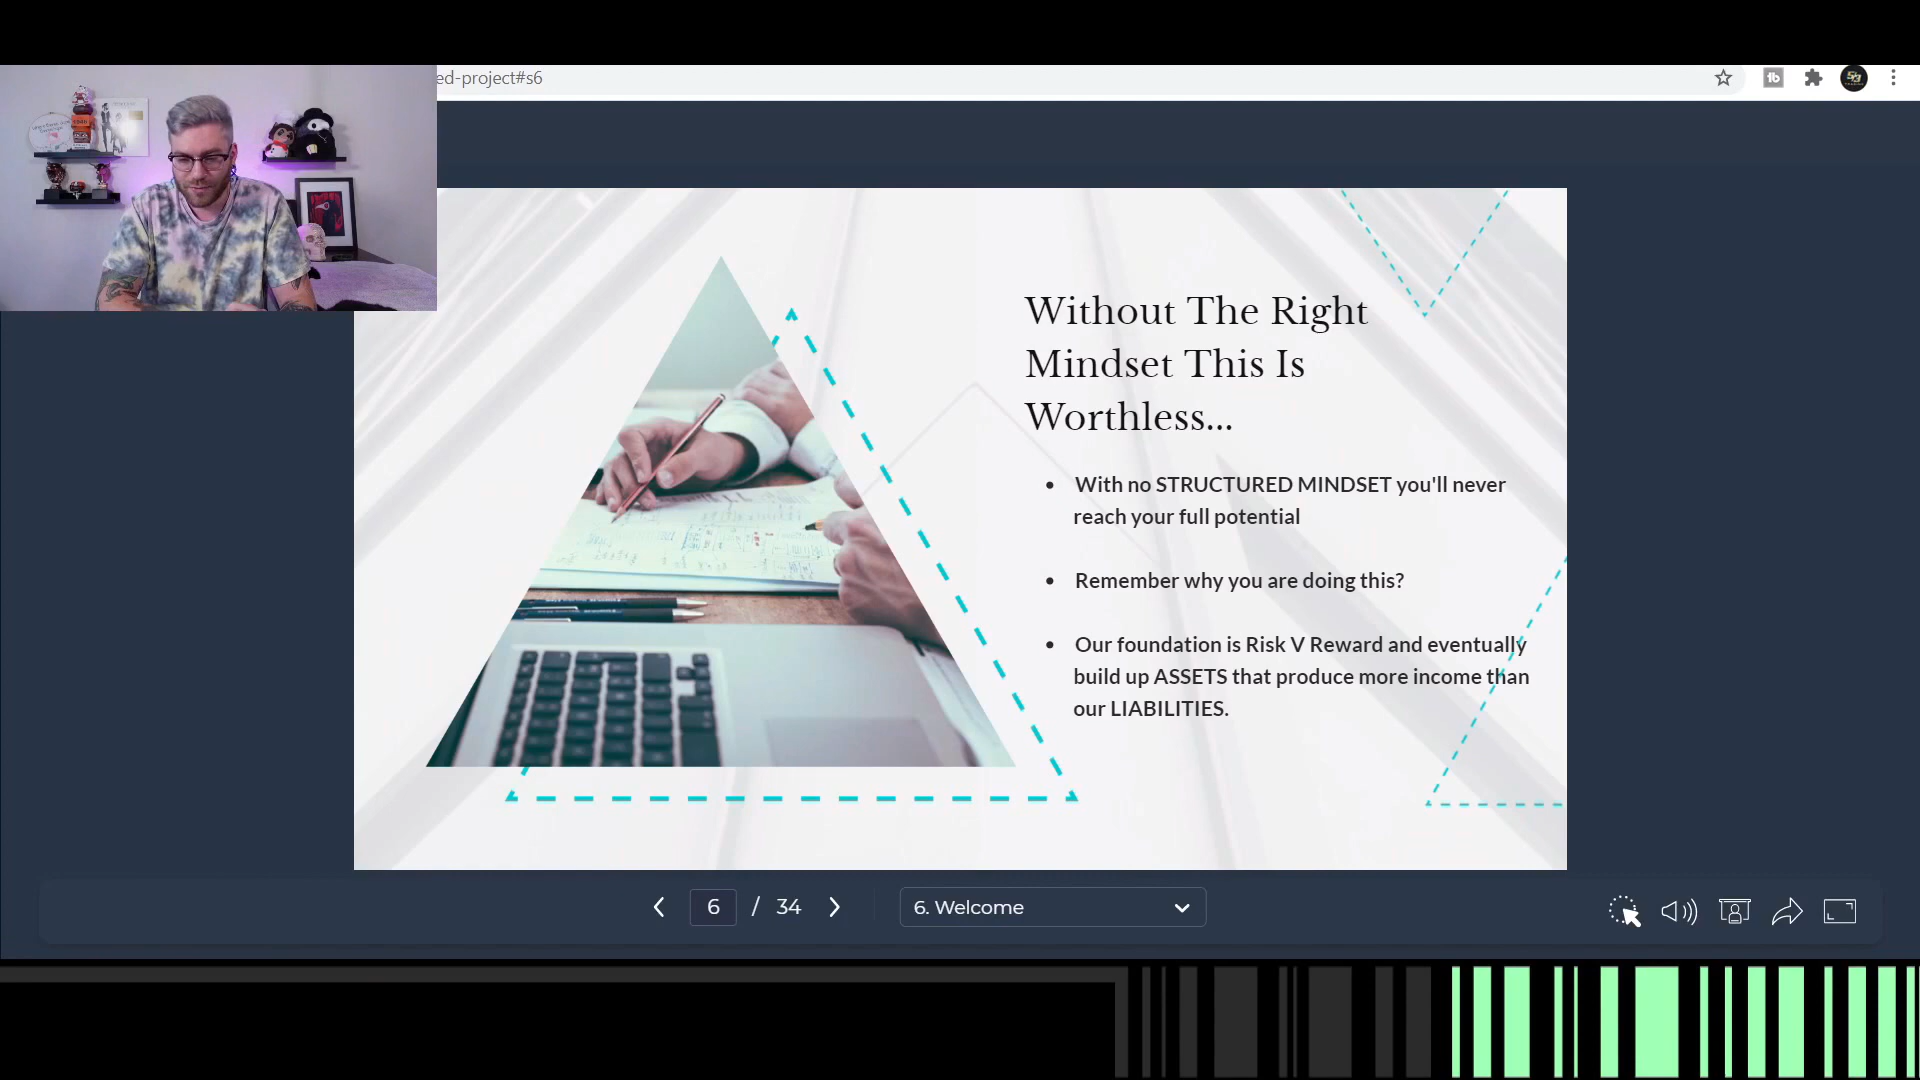 ed-project#s6
Without The Right
Mindset This Is
Worthless...
With no STRUCTURED MINDSET you'll never
reach your full potential
Remember why you are doing this?
Our foundation is Risk V Reward and eventually
build up ASSETS that produce more income than
our LIABILITIES.
6 / 34
6. Welcome